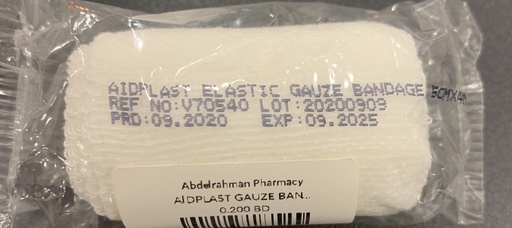 AIDPLAST ELASTIC GAUZE BANDAGE 5CMX4M
REF NO:V70540 LOT:20200909
PRD:09.2020 EXP:09.2025
Abdelrahman Pharmacy
AIDPLAST GAUZE BAN...
0.200 BD